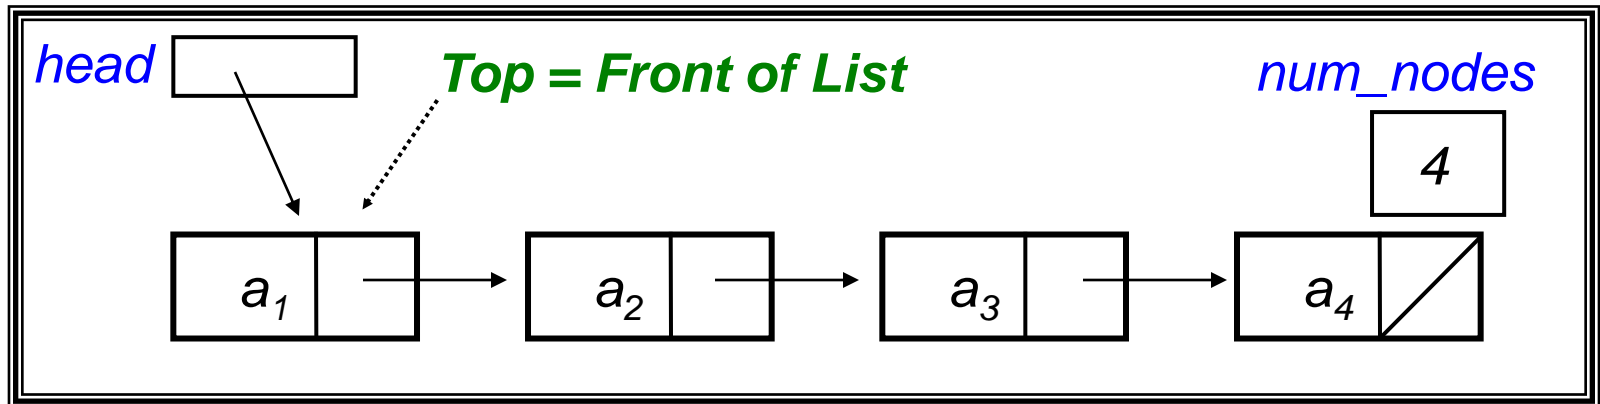 head Top = Front of List num_nodes
4
a1 a2 a3 a4